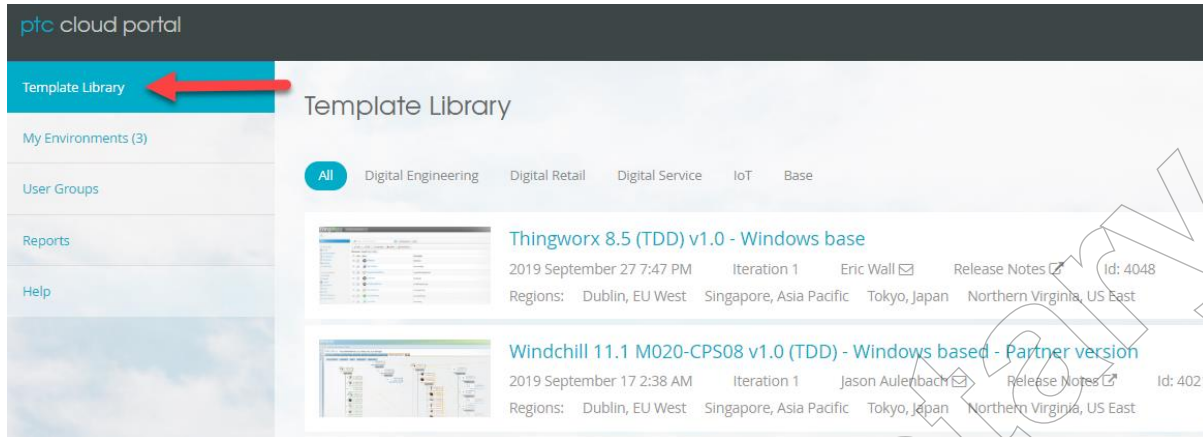 ptc cloud portal
Template Library
My Environments (3)
User Groups
Reports
Help
Template Library
All Digital Engineering Digital Retail Digital Service IoT Base
Thingworx 8.5 (TDD) v1.0 - Windows base
2019 September 27 7:47 PM Iteration 1 Eric Wall Release Notes Id: 4048
Regions: Dublin, EU West Singapore, Asia Pacific Tokyo, Japan Northern Virginia, US East
Windchill 11.1 M020-CPS08 v1.0 (TDD) - Windows based - Partner version
2019 September 17 2:38 AM Iteration 1 Jason Aulenbach Release Notes Id: 402
Regions: Dublin, EU West Singapore, Asia Pacific Tokyo, Japan Northern Virginia, US East